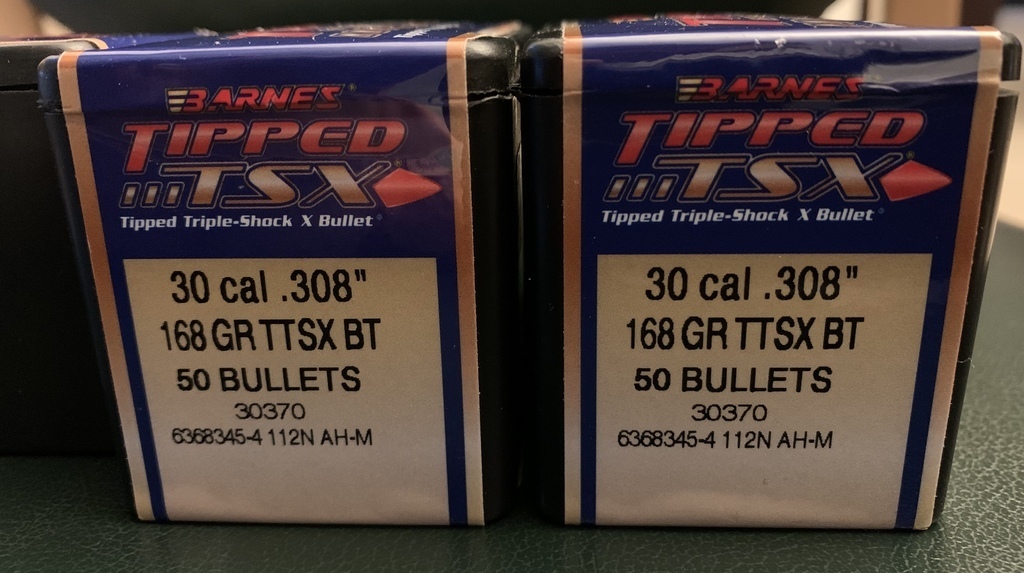 BARNES
TIPPED
TSX
Tipped Triple-Shock X Bullet
30 cal .308"
168 GR TTSX BT
50 BULLETS
30370
6368345-4 112N AH-M
BARNES
TIPPED
TSX
Tipped Triple-Shock X Bullet
30 cal .308"
168 GR TTSX BT
50 BULLETS
30370
6368345-4 112N AH-M